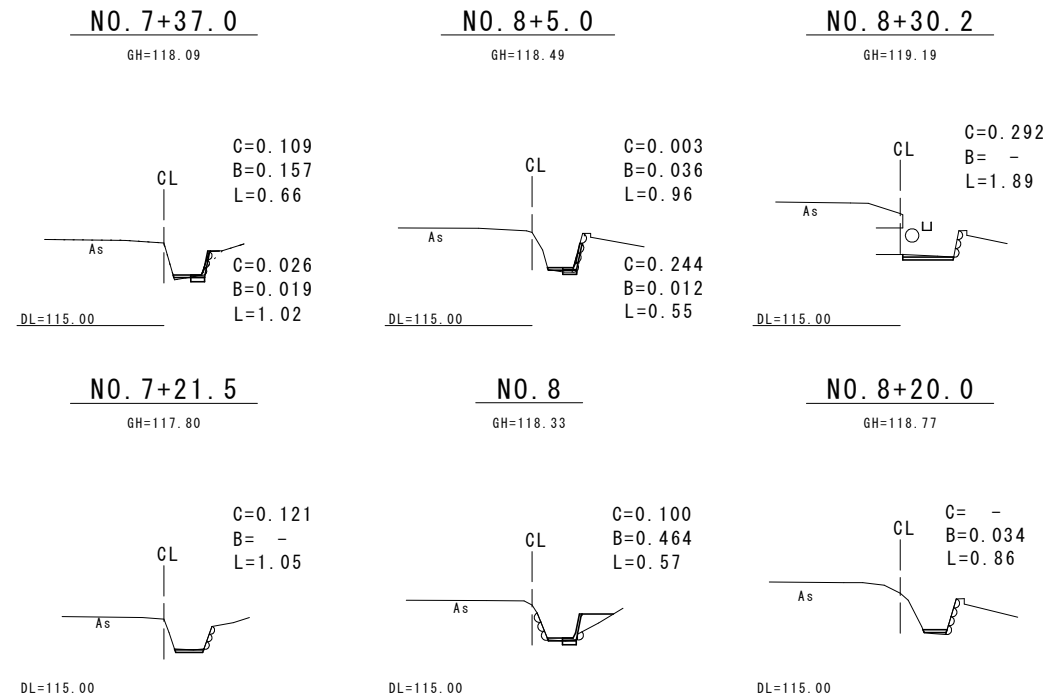 NO.7+37.0
GH=118.09
C=0.109
B=0.157
L=0.66
CL
As
C=0.026
B=0.019
L=1.02
DL=115.00
NO.8+5.0
GH=118.49
C=0.003
B=0.036
L=0.96
CL
As
C=0.244
B=0.012
L=0.55
DL=115.00
NO.8+30.2
GH=119.19
C=0.292
B= -
L=1.89
CL
As
DL=115.00
NO.7+21.5
GH=117.80
C=0.121
B= -
L=1.05
CL
As
DL=115.00
NO.8
GH=118.33
C=0.100
B=0.464
L=0.57
CL
As
DL=115.00
NO.8+20.0
GH=118.77
C= -
B=0.034
L=0.86
CL
As
DL=115.00